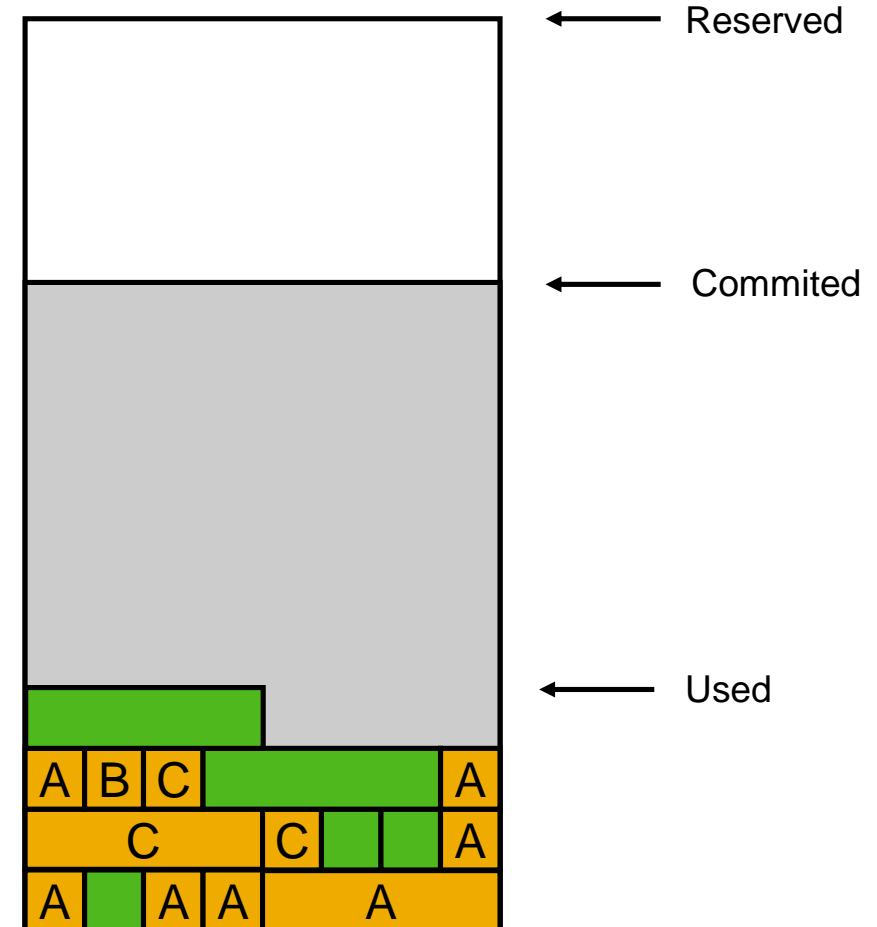 Reserved
Commited
Used
A B C A
C C A
A A A A